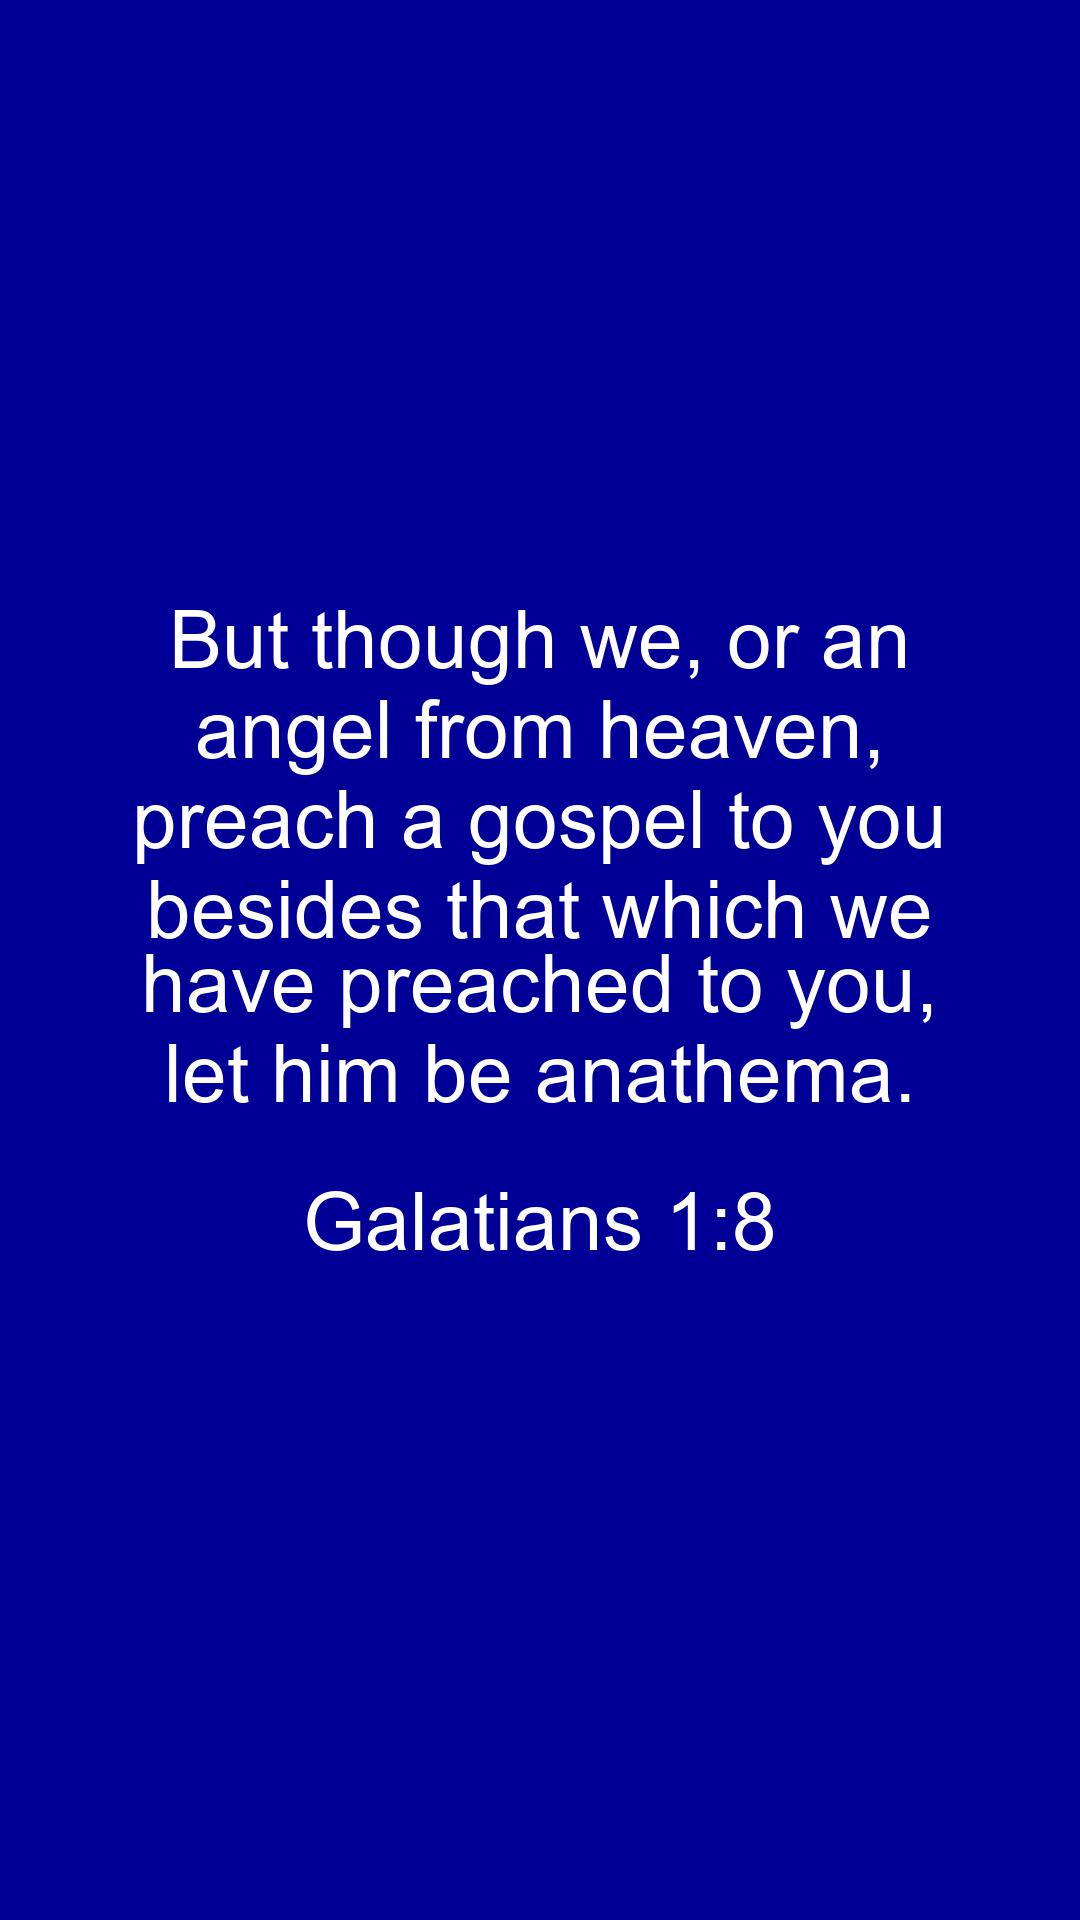 But though we, or an
angel from heaven,
preach a gospel to you
besides that which we
have preached to you,
let him be anathema.
Galatians 1:8